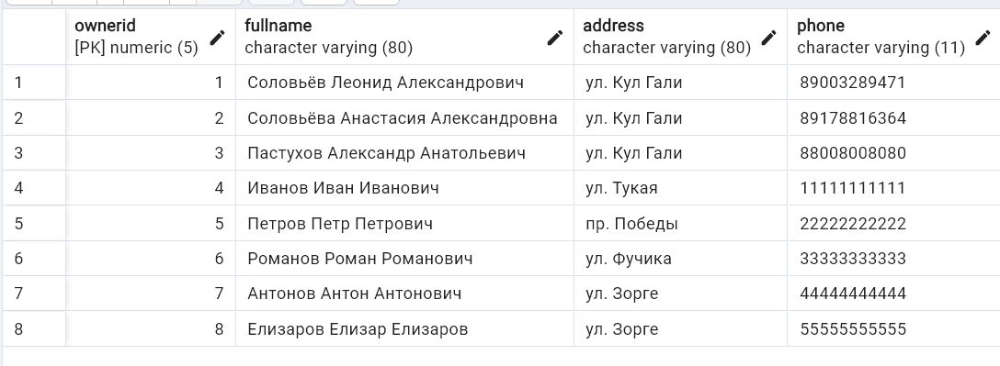 ownerid fullname address phone
[PK] numeric (5) character varying (80) character varying (80) character varying (11)
1 1 Соловьёв Леонид Александрович ул. Кул Гали 89003289471
2 2 Соловьёва Анастасия Александровна ул. Кул Гали 89178816364
3 3 Пастухов Александр Анатольевич ул. Кул Гали 88008008080
4 4 Иванов Иван Иванович ул. Тукая 11111111111
5 5 Петров Петр Петрович пр. Победы 22222222222
6 6 Романов Роман Романович ул. Фучика 33333333333
7 7 Антонов Антон Антонович ул. Зорге 44444444444
8 8 Елизаров Елизар Елизаров ул. Зорге 55555555555